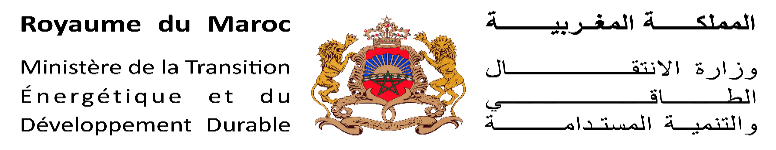 Royaume du Maroc
Ministère de la Transition
Énergétique et du
Développement Durable
المملكة المغربية
وزارة الانتقال
الطاقي
والتنمية المستدامة